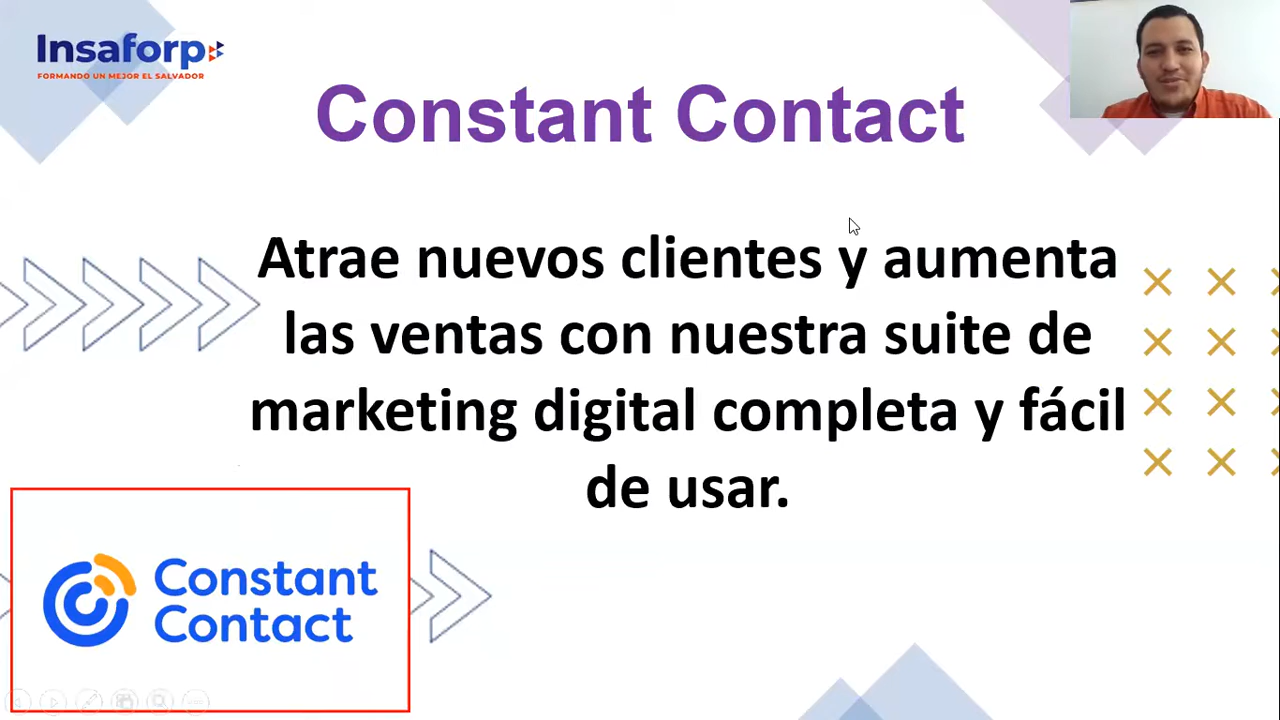 Insaforp
FORMANDO UN MEJOR EL SALVADOR
Constant Contact
Atrae nuevos clientes y aumenta
las ventas con nuestra suite de
marketing digital completa y fácil
de usar.
Constant
Contact